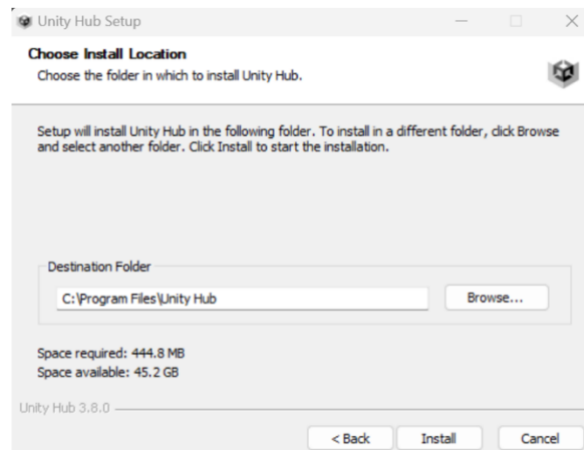 Unity Hub Setup
Choose Install Location
Choose the folder in which to install Unity Hub.
Setup will install Unity Hub in the following folder. To install in a different folder, click Browse
and select another folder. Click Install to start the installation.
Destination Folder
C:\Program Files\Unity Hub
Browse...
Space required: 444.8 MB
Space available: 45.2 GB
Unity Hub 3.8.0
< Back
Install
Cancel